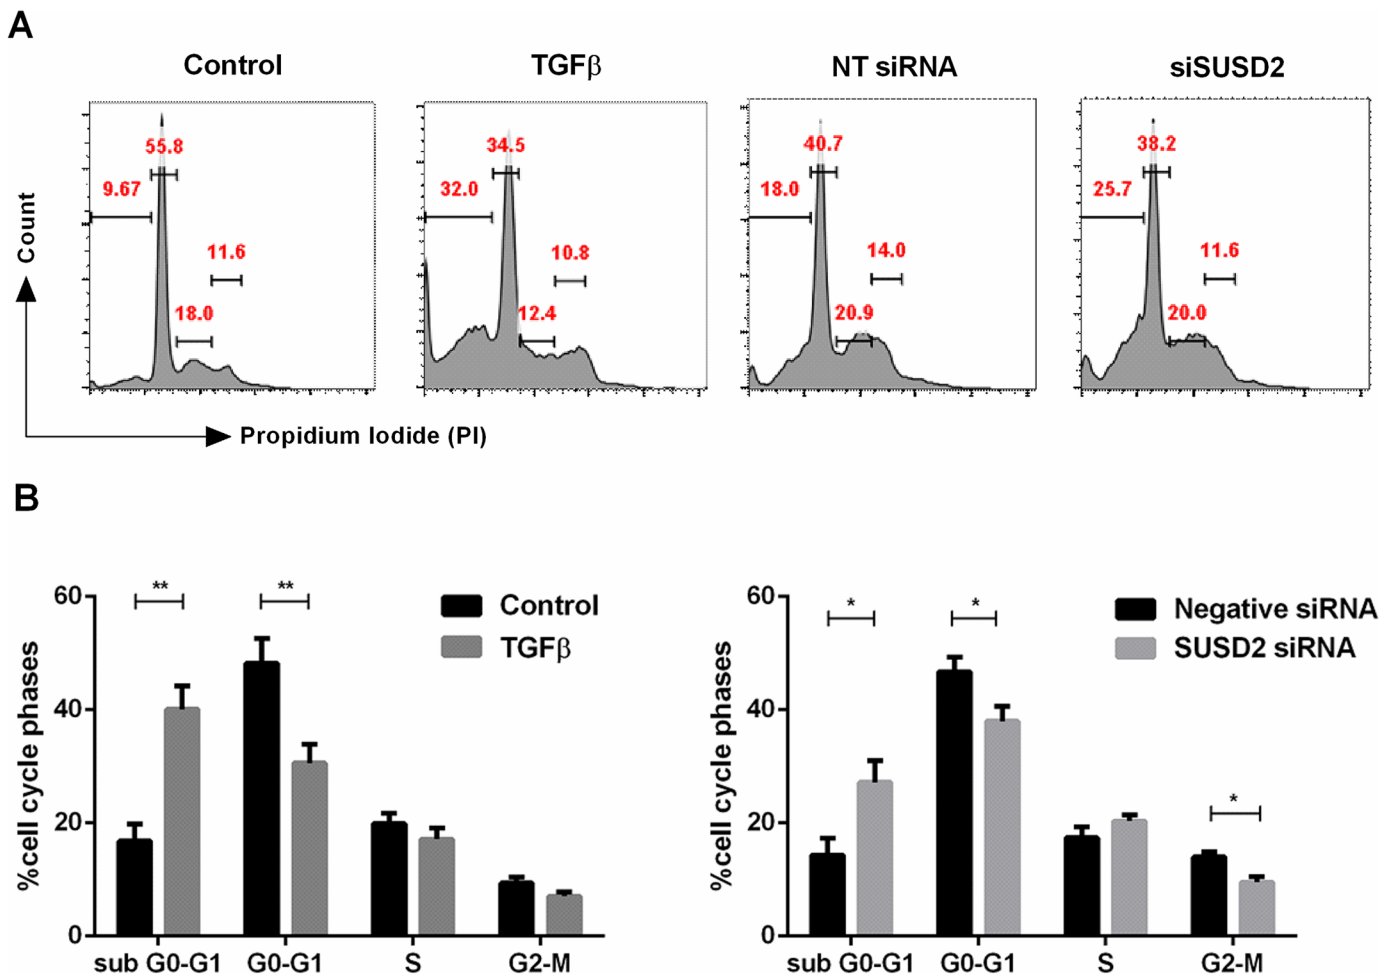 A
Control
TGFβ
NT siRNA
siSUSD2
Count
55.8
9.67
11.6
18.0
34.5
32.0
10.8
12.4
40.7
18.0
14.0
20.9
38.2
25.7
11.6
20.0
Propidium Iodide (PI)
B
%cell cycle phases
60
40
20
0
**
**
Control
TGFβ
sub G0-G1
G0-G1
S
G2-M
%cell cycle phases
60
40
20
0
*
*
*
Negative siRNA
SUSD2 siRNA
sub G0-G1
G0-G1
S
G2-M